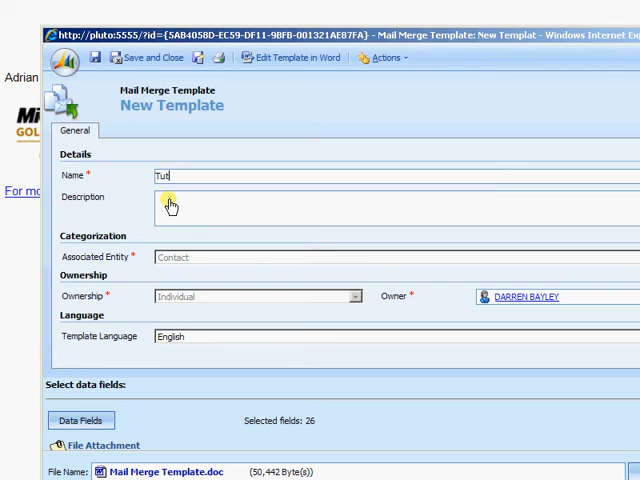 http://pluto:5555/?id={5AB4058D-EC59-DF11-9BFB-001321AE87FA} - Mail Merge Template: New Templat - Windows Internet Exp
Save and Close Edit Template in Word Actions
Adrian
Mi
GOL
For mo
Mail Merge Template
New Template
General
Details
Name * Tut
Description
Categorization
Associated Entity * Contact
Ownership
Ownership * Individual Owner * DARREN BAYLEY
Language
Template Language English
Select data fields:
Data Fields Selected fields: 26
File Attachment
File Name: Mail Merge Template.doc (50,442 Byte(s))